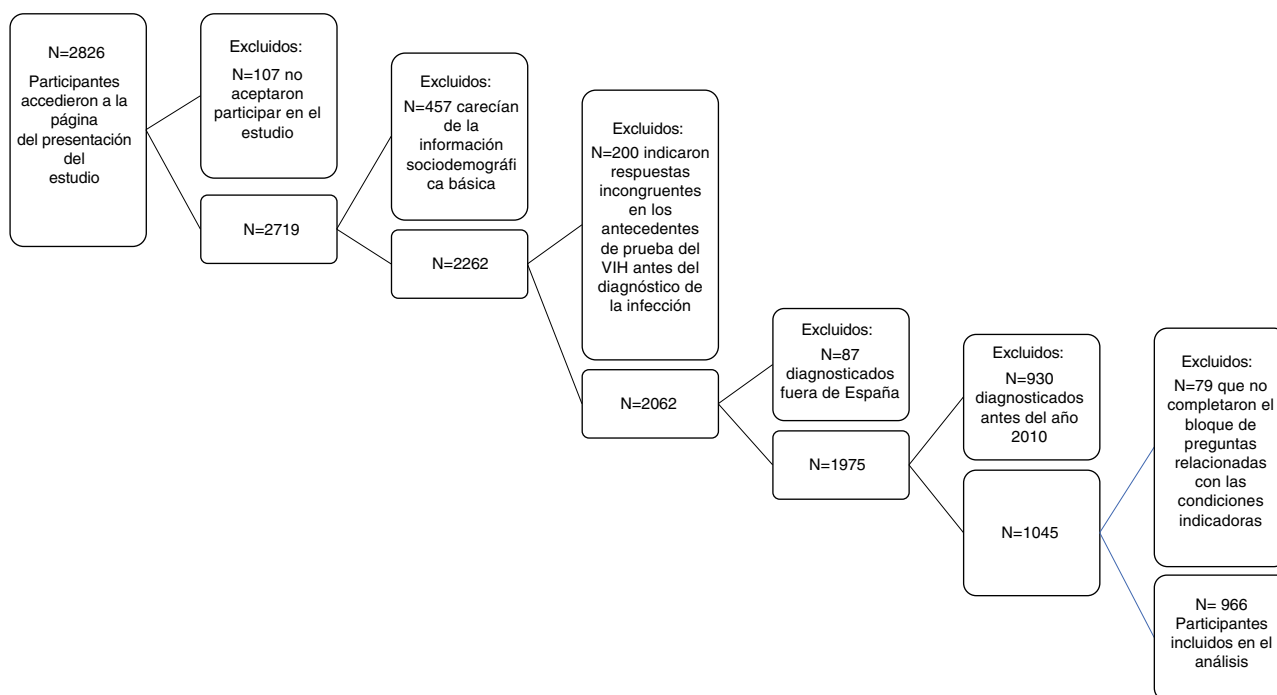 N=2826
Participantes
accedieron a la
página
del presentación
del
estudio
Excluidos:
N=107 no
aceptaron
participar en el
estudio
N=2719
Excluidos:
N=457 carecían
de la
información
sociodemográfi
ca básica
N=2262
Excluidos:
N=200 indicaron
respuestas
incongruentes
en los
antecedentes
de prueba del
VIH antes del
diagnóstico de
la infección
N=2062
Excluidos:
N=87
diagnosticados
fuera de España
N=1975
Excluidos:
N=930
diagnosticados
antes del año
2010
N=1045
Excluidos:
N=79 que no
completaron el
bloque de
preguntas
relacionadas
con las
condiciones
indicadoras
N= 966
Participantes
incluidos en el
análisis